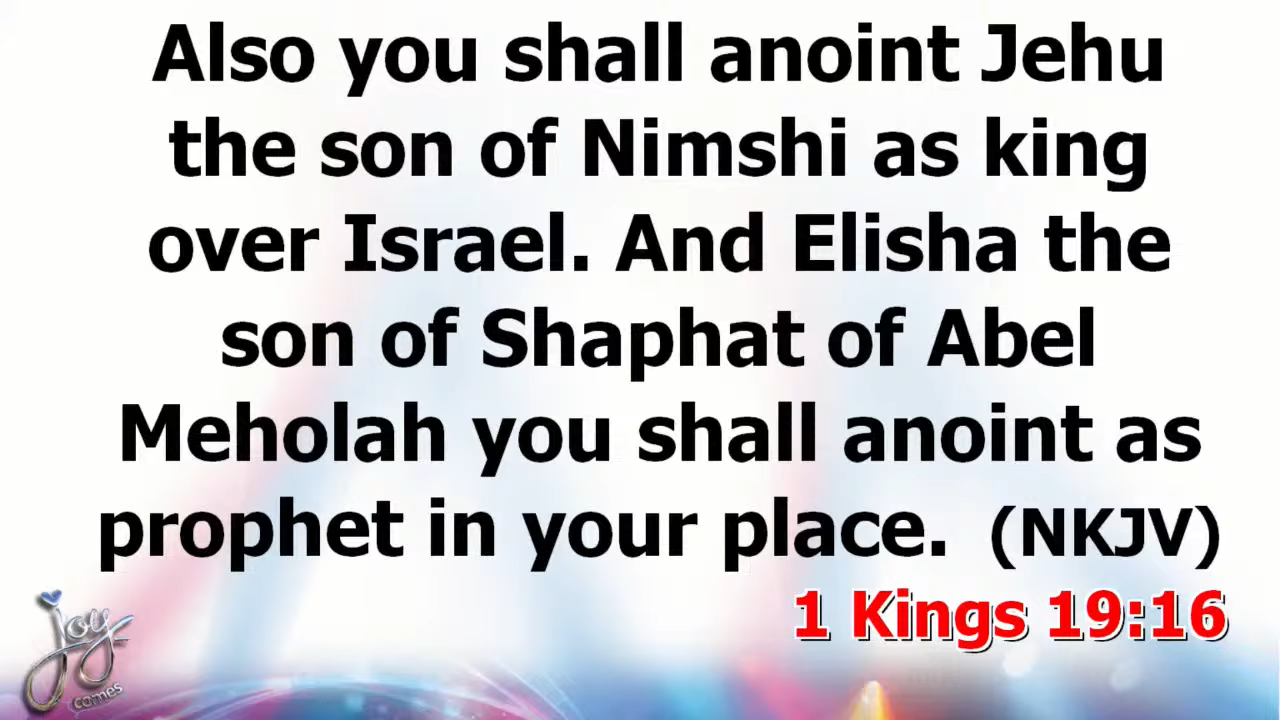 Also you shall anoint Jehu
the son of Nimshi as king
over Israel. And Elisha the
son of Shaphat of Abel
Meholah you shall anoint as
prophet in your place. (NKJV)
1 Kings 19:16
joy
comes